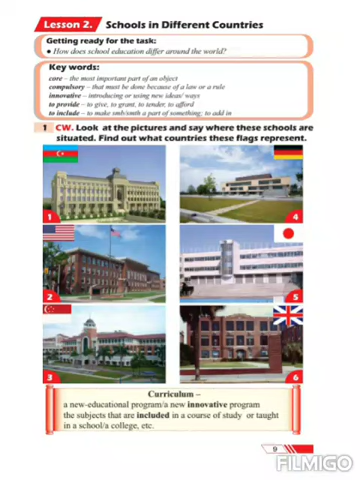 Lesson 2. Schools in Different Countries
Getting ready for the task:
• How does school education differ around the world?
Key words:
core – the most important part of an object
compulsory – that must be done because of a law or a rule
innovative – introducing or using new ideas/ ways
to provide – to give, to grant, to tender, to afford
to include – to make smb/smth a part of something; to add in
1 CW. Look at the pictures and say where these schools are
situated. Find out what countries these flags represent.
1
4
2
5
3
6
Curriculum –
a new-educational program/a new innovative program
the subjects that are included in a course of study or taught
in a school/a college, etc.
9
FILMIGO